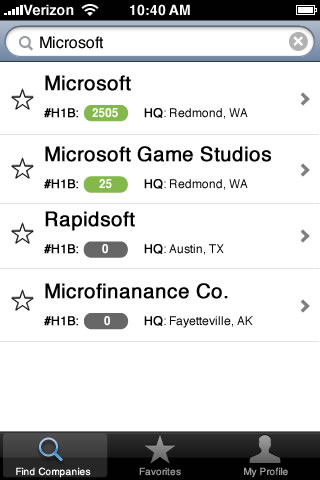 Verizon 10:40 AM
Microsoft
Microsoft
#H1B: 2505 HQ: Redmond, WA
Microsoft Game Studios
#H1B: 25 HQ: Redmond, WA
Rapidsoft
#H1B: 0 HQ: Austin, TX
Microfinanance Co.
#H1B: 0 HQ: Fayetteville, AK
Find Companies Favorites My Profile